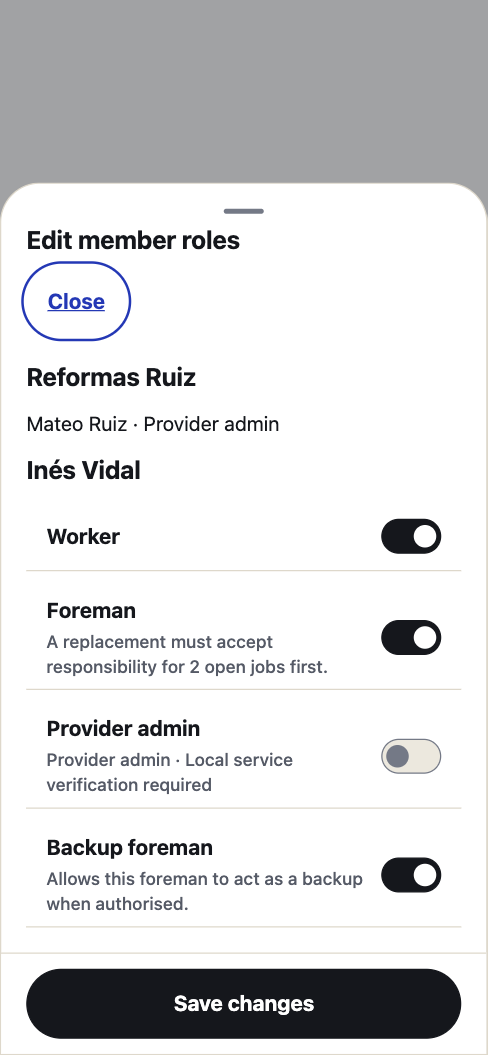 Edit member roles
Close
Reformas Ruiz
Mateo Ruiz · Provider admin
Inés Vidal
Worker
Foreman
A replacement must accept
responsibility for 2 open jobs first.
Provider admin
Provider admin · Local service
verification required
Backup foreman
Allows this foreman to act as a backup
when authorised.
Save changes